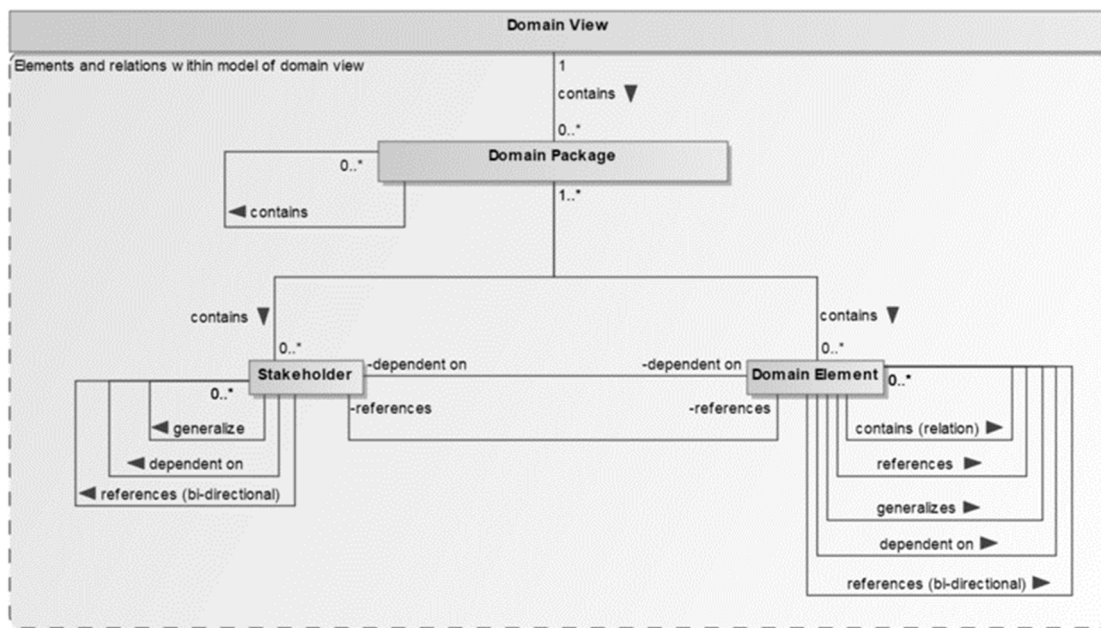 Domain View
Elements and relations within model of domain view
1
contains
0..*
Domain Package
0..*
1..*
contains
contains
contains
0..*
0..*
Stakeholder
-dependent on
-dependent on
Domain Element
0..*
0..*
-references
-references
generalize
contains (relation)
dependent on
references
references (bi-directional)
generalizes
dependent on
references (bi-directional)